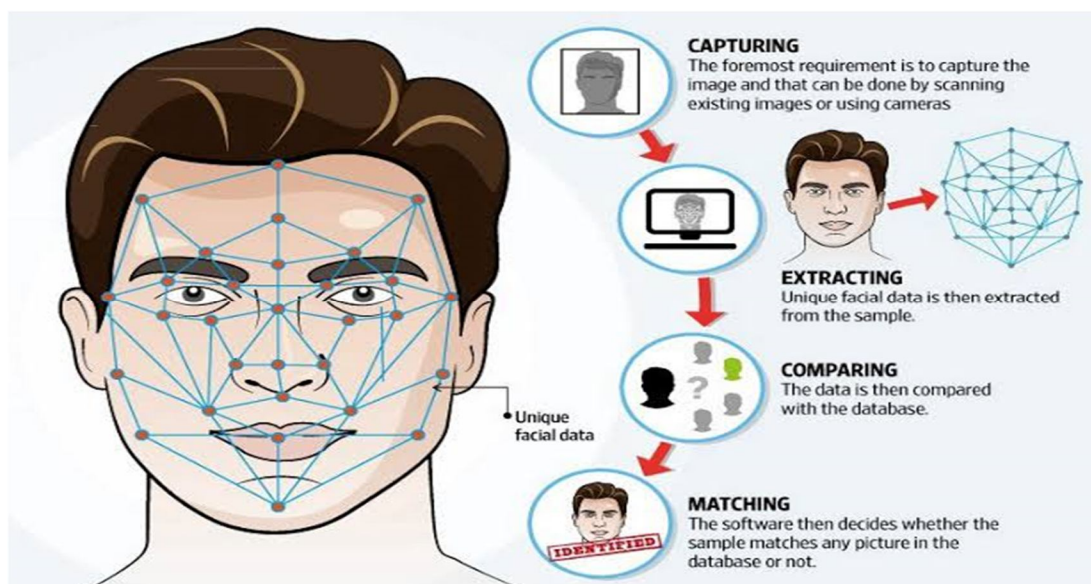 CAPTURING
The foremost requirement is to capture the
image and that can be done by scanning
existing images or using cameras
EXTRACTING
Unique facial data is then extracted
from the sample.
COMPARING
The data is then compared
with the database.
?
Unique
facial data
MATCHING
The software then decides whether the
sample matches any picture in the
database or not.
IDENTIFIED